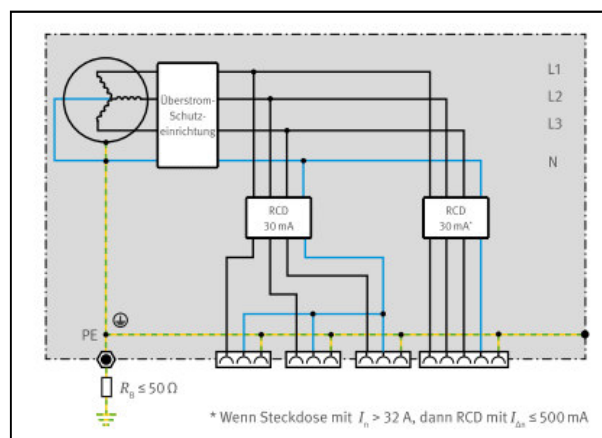 L1
Überstrom-
Schutz-
einrichtung
L2
L3
N
RCD
30 mA
RCD
30 mA*
PE
R_B ≤ 50 Ω
* Wenn Steckdose mit I_n > 32 A, dann RCD mit I_Δn ≤ 500 mA